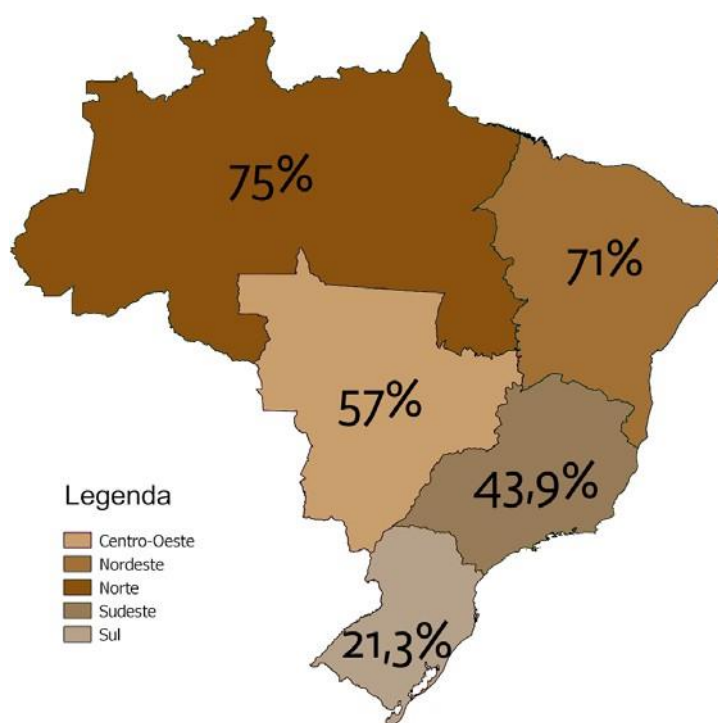 75%
71%
57%
43,9%
21,3%
Legenda
Centro-Oeste
Nordeste
Norte
Sudeste
Sul